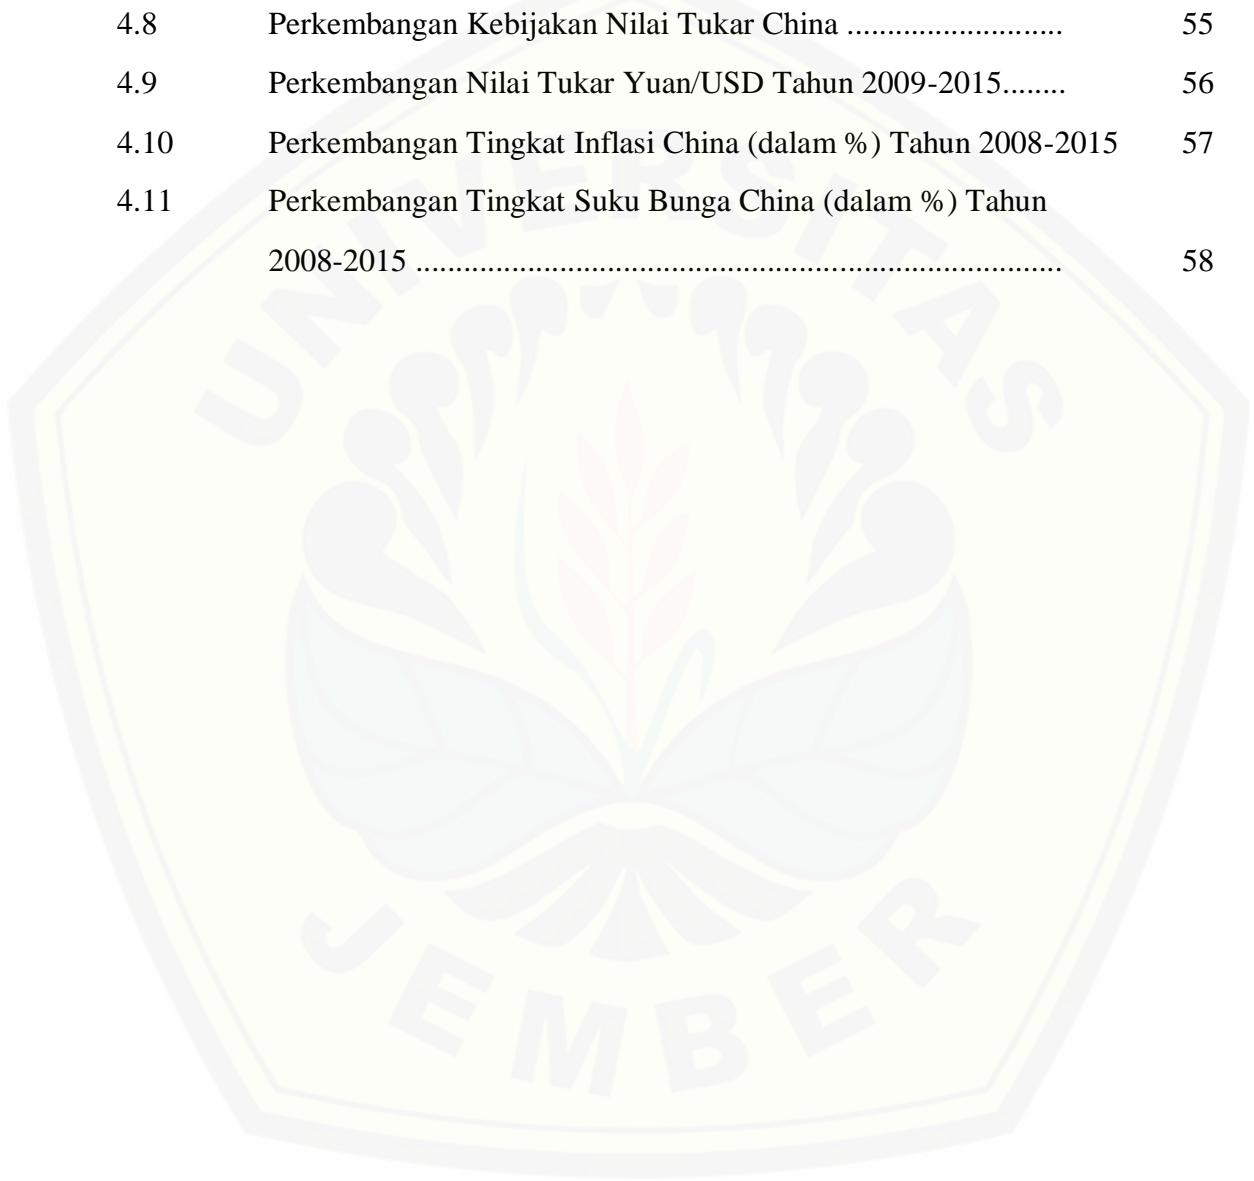 4.8 Perkembangan Kebijakan Nilai Tukar China ........................... 55
4.9 Perkembangan Nilai Tukar Yuan/USD Tahun 2009-2015........ 56
4.10 Perkembangan Tingkat Inflasi China (dalam %) Tahun 2008-2015 57
4.11 Perkembangan Tingkat Suku Bunga China (dalam %) Tahun
2008-2015 ................................................................................. 58
UNIVERSITAS
JEMBER